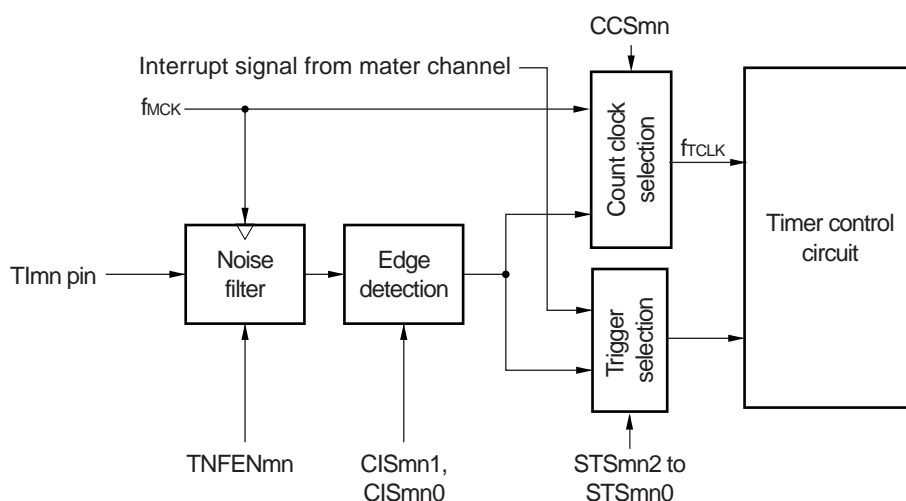 CCSmn
Interrupt signal from mater channel
fMCK
Count clock
selection
fTCLK
Timer control
circuit
TImn pin
Noise
filter
Edge
detection
Trigger
selection
TNFENmn
CISmn1,
CISmn0
STSmn2 to
STSmn0